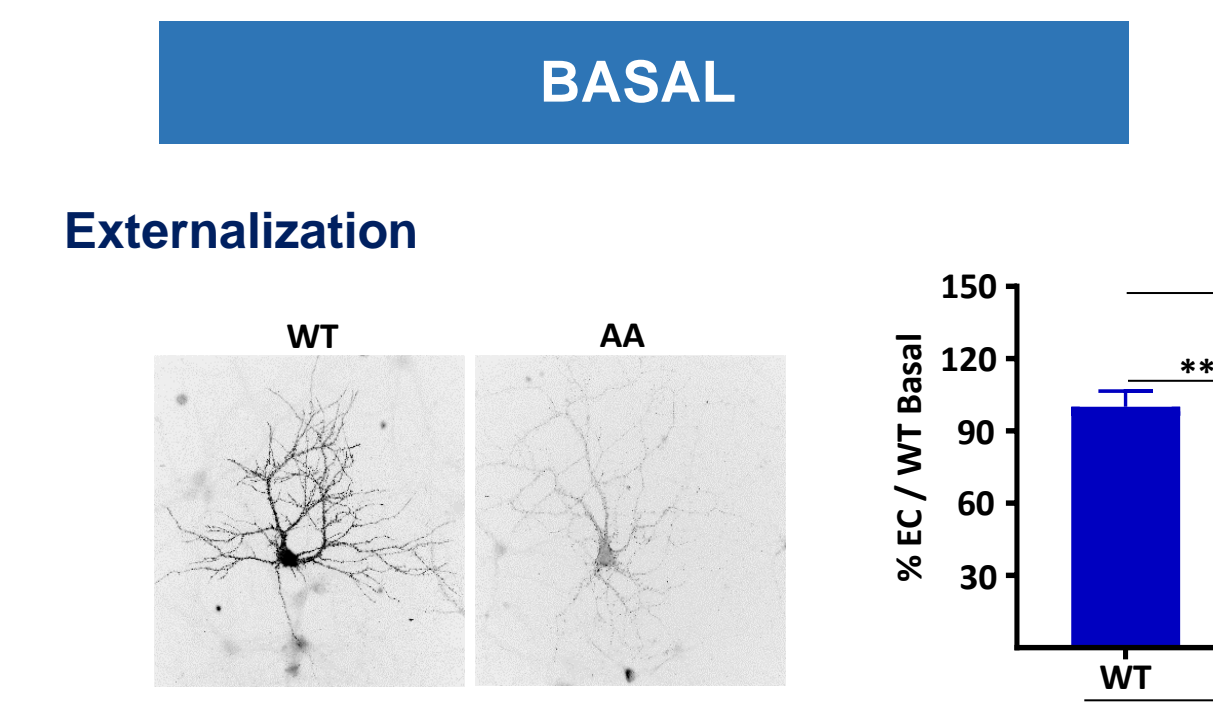 BASAL
Externalization
WT
AA
% EC / WT Basal
150
120
90
60
30
**
WT